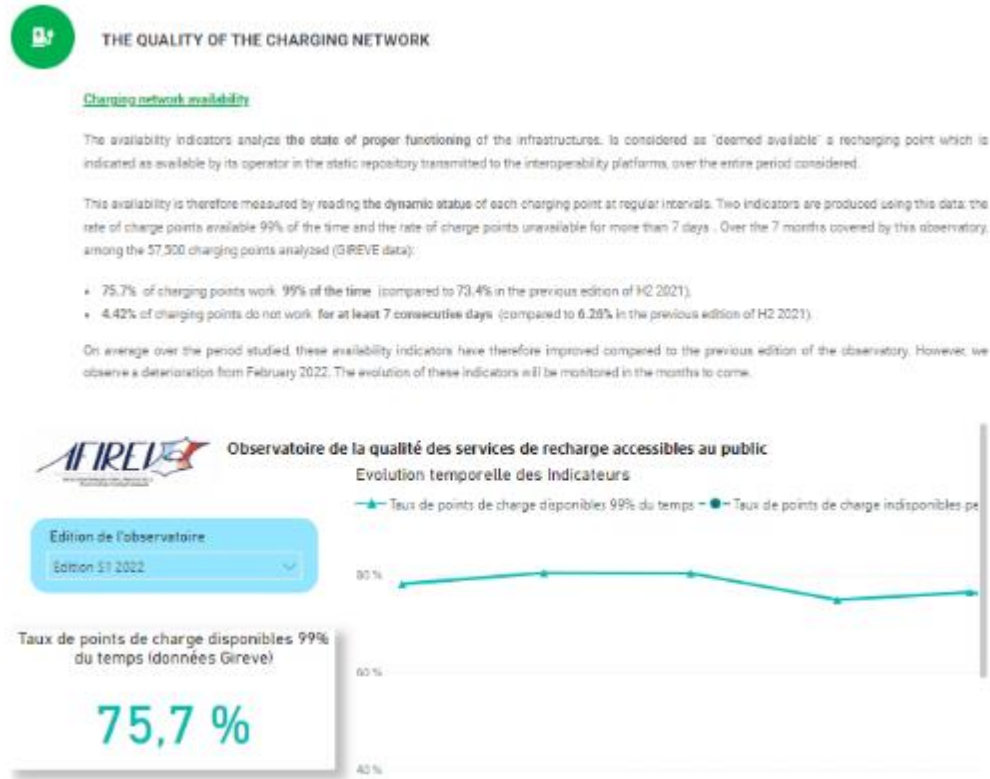 THE QUALITY OF THE CHARGING NETWORK
Charging network availability
The availability indicators analyze the state of proper functioning of the infrastructures. Is considered as "deemed available" a recharging point which is
indicated as available by its operator in the static repository transmitted to the interoperability platforms, over the entire period considered.
This availability is therefore measured by reading the dynamic status of each charging point at regular intervals. Two indicators are produced using this data: the
rate of charge points available 99% of the time and the rate of charge points unavailable for more than 7 days . Over the 7 months covered by this observatory,
among the 57,500 charging points analyzed (GIREVE data):
• 75.7% of charging points work 99% of the time (compared to 73.4% in the previous edition of H2 2021),
• 4.42% of charging points do not work for at least 7 consecutive days (compared to 6.26% in the previous edition of H2 2021).
On average over the period studied, these availability indicators have therefore improved compared to the previous edition of the observatory. However, we
observe a deterioration from February 2022. The evolution of these indicators will be monitored in the months to come.
AFIREV
Observatoire de la qualité des services de recharge accessibles au public
Evolution temporelle des Indicateurs
Taux de points de charge disponibles 99% du temps
Taux de points de charge indisponibles pe
Edition de l'observatoire
Edition S1 2022
80 %
Taux de points de charge disponibles 99%
du temps (données Gireve)
60 %
75,7 %
40 %